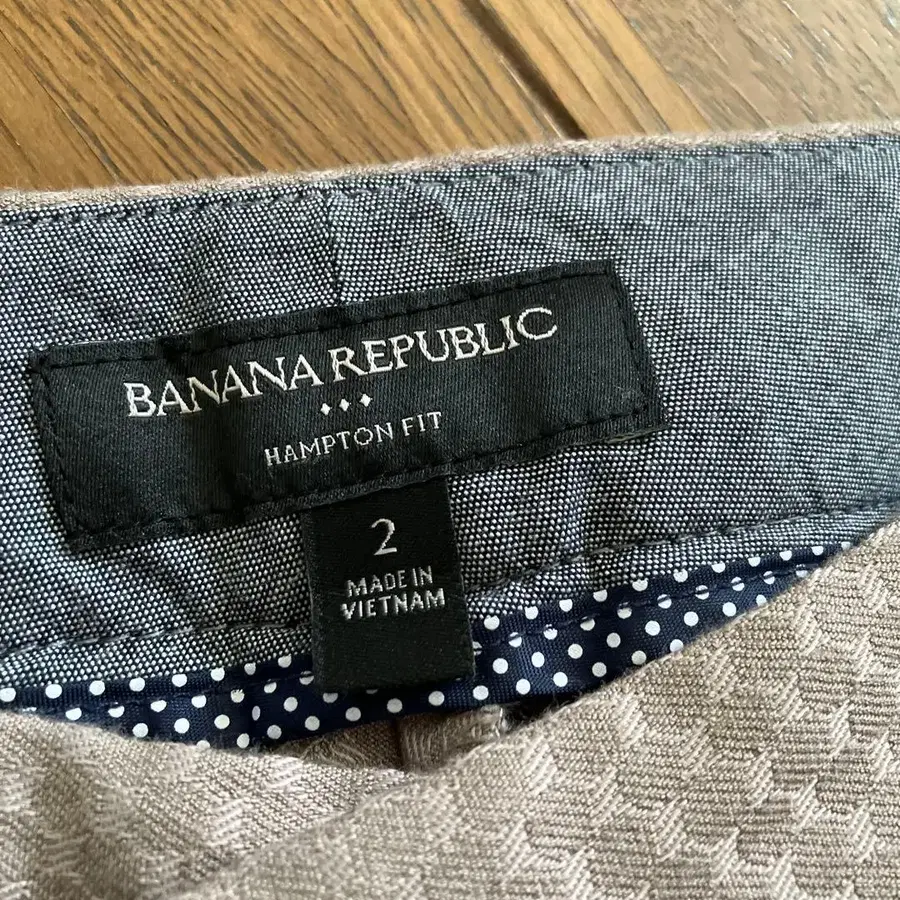 BANANA REPUBLIC
HAMPTON FIT
2
MADE IN
VIETNAM